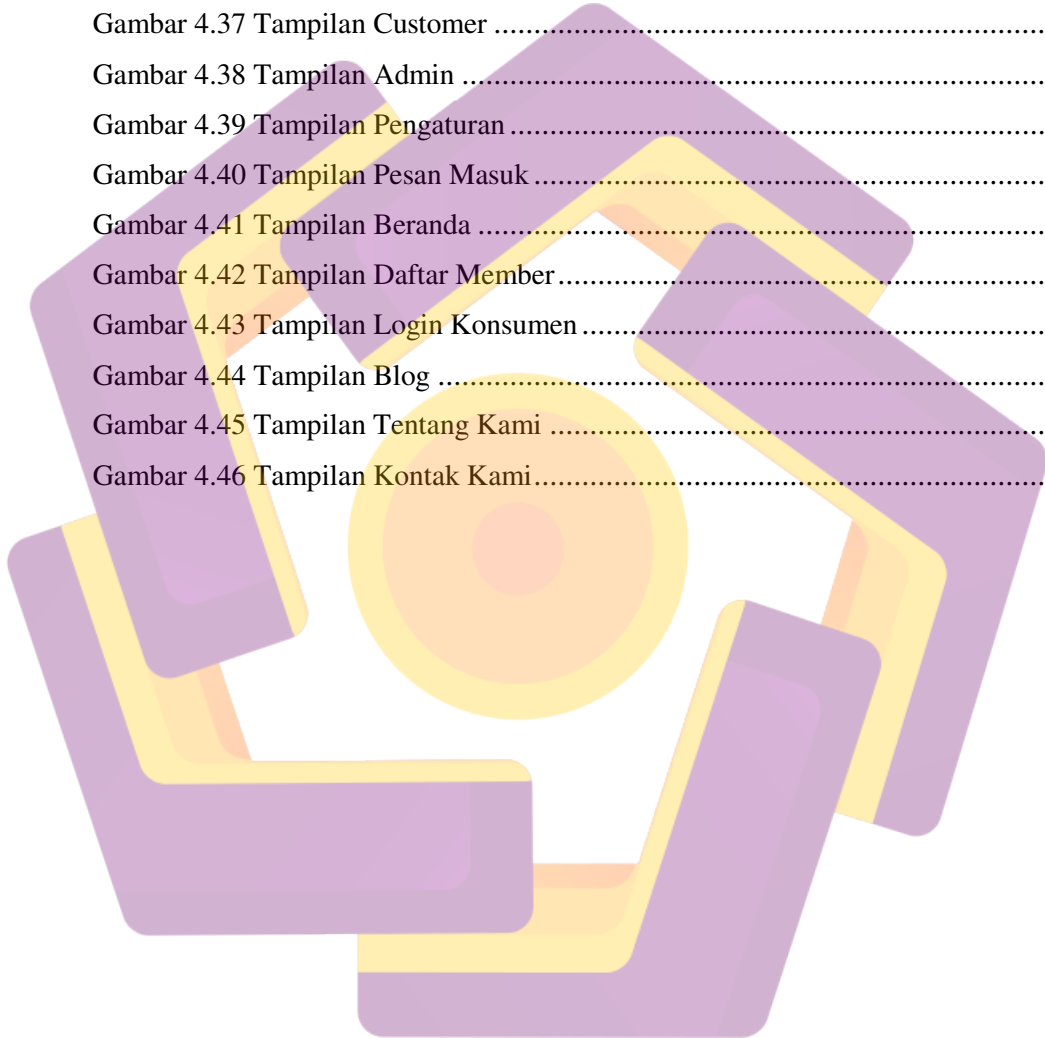 Gambar 4.37 Tampilan Customer ..........................................................................
Gambar 4.38 Tampilan Admin ..............................................................................
Gambar 4.39 Tampilan Pengaturan ........................................................................
Gambar 4.40 Tampilan Pesan Masuk .....................................................................
Gambar 4.41 Tampilan Beranda ............................................................................
Gambar 4.42 Tampilan Daftar Member .................................................................
Gambar 4.43 Tampilan Login Konsumen ..............................................................
Gambar 4.44 Tampilan Blog .................................................................................
Gambar 4.45 Tampilan Tentang Kami ...................................................................
Gambar 4.46 Tampilan Kontak Kami .....................................................................